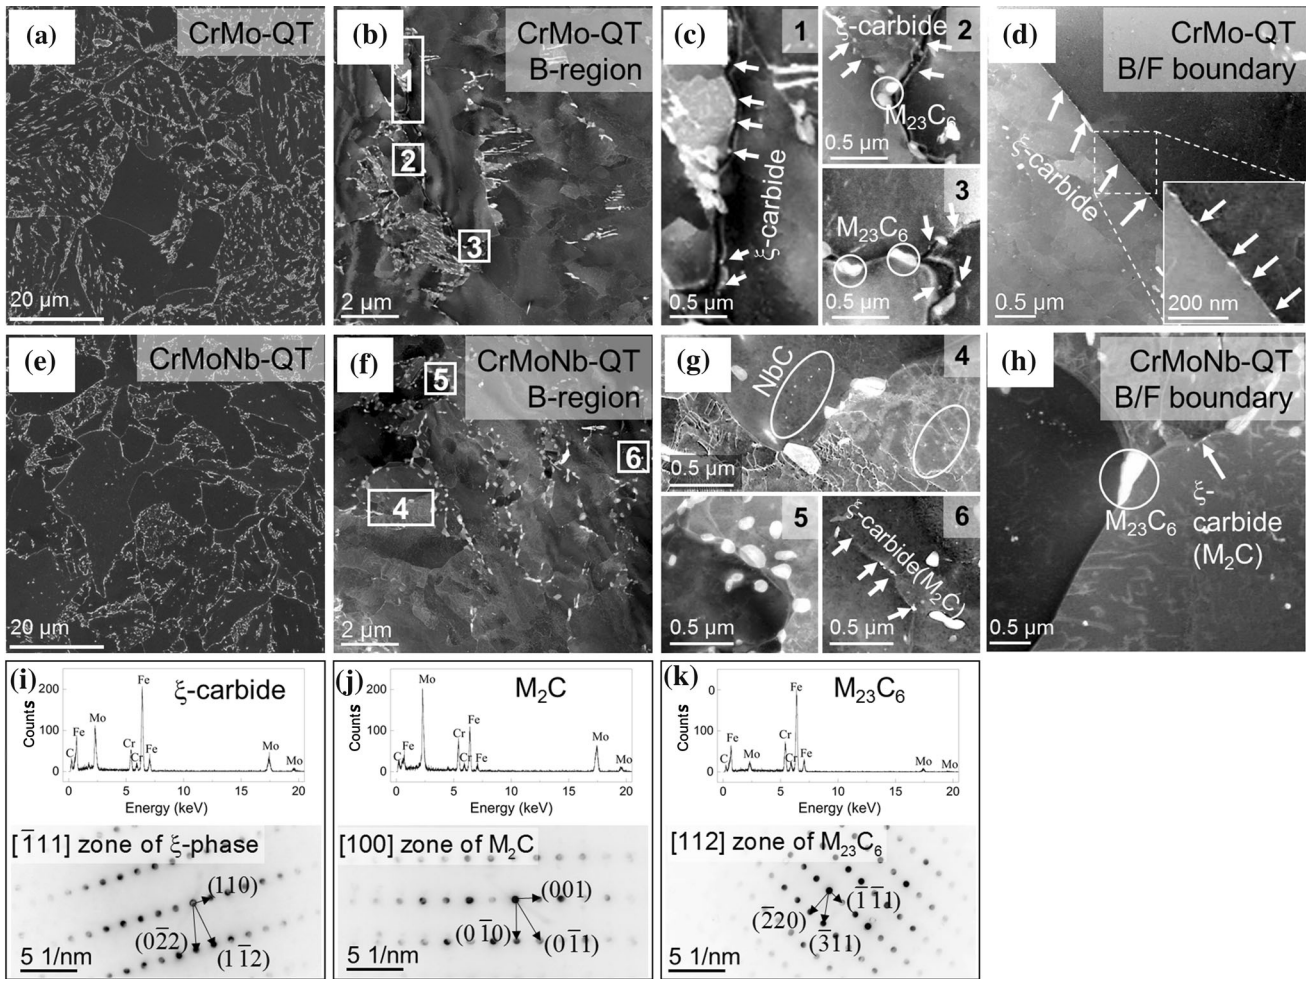 (a)
CrMo-QT
20 µm
(b)
CrMo-QT
B-region
1
2
3
2 µm
(c)
1
ξ-carbide
0.5 µm
ξ-carbide
2
M₂₃C₆
0.5 µm
3
M₂₃C₆
0.5 µm
(d)
CrMo-QT
B/F boundary
ξ-carbide
0.5 µm
200 nm
(e)
CrMoNb-QT
20 µm
(f)
CrMoNb-QT
B-region
5
6
4
2 µm
(g)
4
NbC
0.5 µm
5
0.5 µm
6
ξ-carbide(M₂C)
0.5 µm
(h)
CrMoNb-QT
B/F boundary
M₂₃C₆
ξ-
carbide
(M₂C)
0.5 µm
(i)
ξ-carbide
200
100
0
Counts
C
Fe
Mo
Cr
Cr
Fe
Fe
Mo
Mo
0 5 10 15 20
Energy (keV)
[1̅11] zone of ξ-phase
(110)
(02̅2)
(11̅2)
5 1/nm
(j)
M₂C
200
100
0
Counts
C
Fe
Mo
Cr
Cr
Fe
Fe
Mo
Mo
0 5 10 15 20
Energy (keV)
[100] zone of M₂C
(001)
(01̅0)
(01̅1)
5 1/nm
(k)
M₂₃C₆
0
100
0
Counts
C
Fe
Mo
Cr
Cr
Fe
Fe
Mo
Mo
0 5 10 15 20
Energy (keV)
[112] zone of M₂₃C₆
(1̅1̅1)
(2̅20)
(3̅11)
5 1/nm